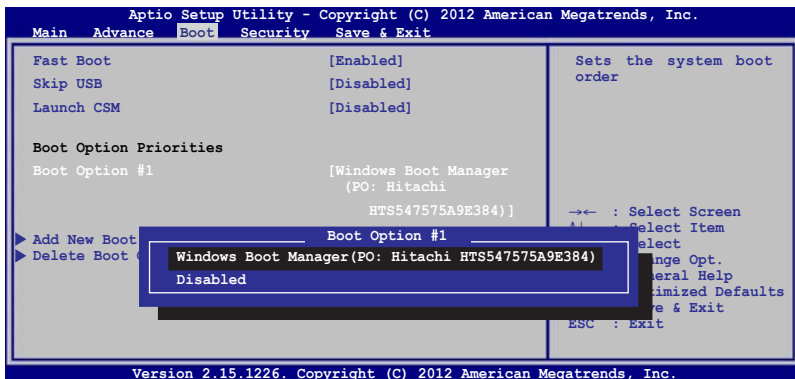 Aptio Setup Utility - Copyright (C) 2012 American Megatrends, Inc.
Main Advance Boot Security Save & Exit
Fast Boot [Enabled]
Skip USB [Disabled]
Launch CSM [Disabled]
Boot Option Priorities
Boot Option #1 [Windows Boot Manager
(PO: Hitachi
HTS547575A9E384)]
Add New Boot
Delete Boot
Sets the system boot
order
→← : Select Screen
: Select Item
elect
nge Opt.
eral Help
timized Defaults
e & Exit
ESC : Exit
Boot Option #1
Windows Boot Manager(PO: Hitachi HTS547575A9E384)
Disabled
Version 2.15.1226. Copyright (C) 2012 American Megatrends, Inc.